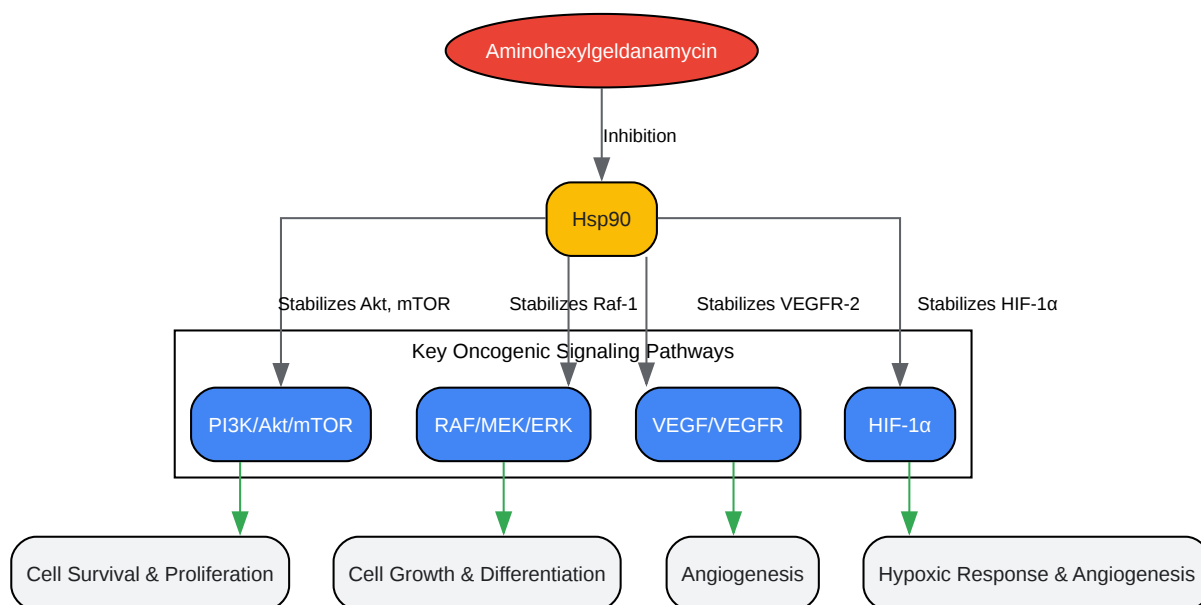 Aminohexylgeldanamycin
Inhibition
Hsp90
Stabilizes Akt, mTOR
Stabilizes Raf-1
Stabilizes VEGFR-2
Stabilizes HIF-1α
Key Oncogenic Signaling Pathways
PI3K/Akt/mTOR
RAF/MEK/ERK
VEGF/VEGFR
HIF-1α
Cell Survival & Proliferation
Cell Growth & Differentiation
Angiogenesis
Hypoxic Response & Angiogenesis